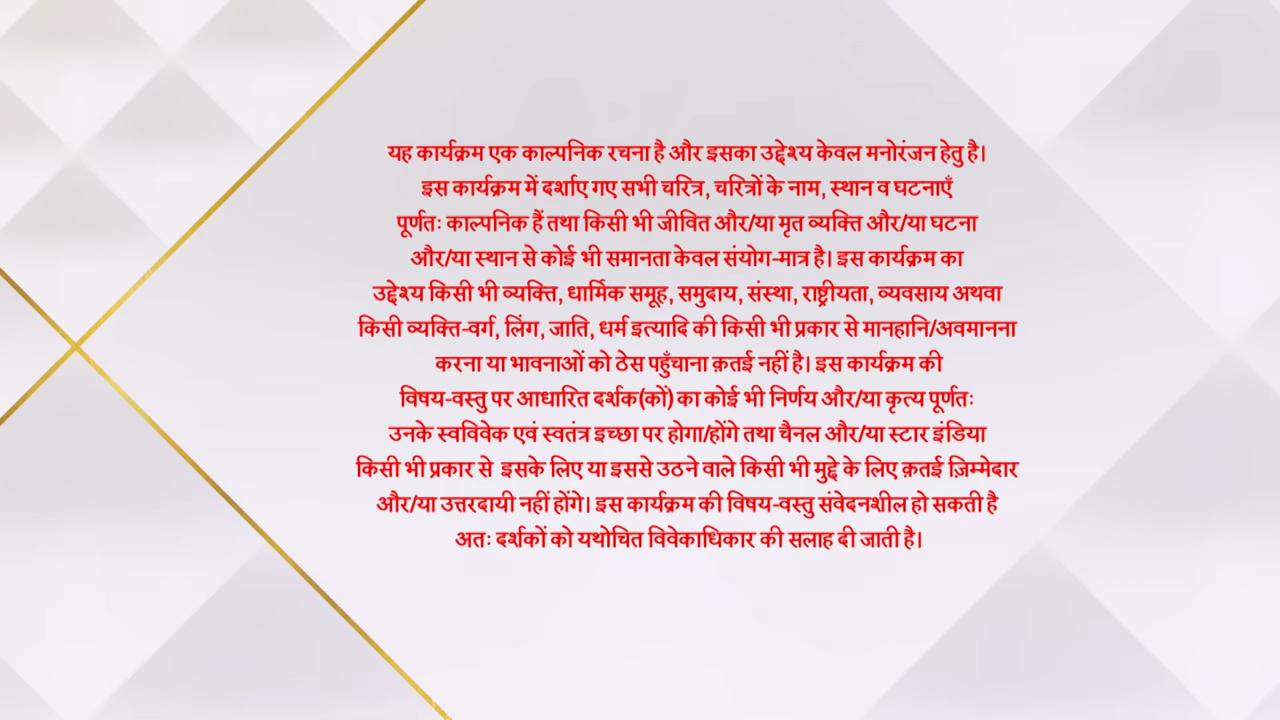 यह कार्यक्रम एक काल्पनिक रचना है और इसका उद्देश्य केवल मनोरंजन हेतु है।
इस कार्यक्रम में दर्शाए गए सभी चरित्र, चरित्रों के नाम, स्थान व घटनाएँ
पूर्णतः काल्पनिक हैं तथा किसी भी जीवित और/या मृत व्यक्ति और/या घटना
और/या स्थान से कोई भी समानता केवल संयोग-मात्र है। इस कार्यक्रम का
उद्देश्य किसी भी व्यक्ति, धार्मिक समूह, समुदाय, संस्था, राष्ट्रीयता, व्यवसाय अथवा
किसी व्यक्ति-वर्ग, लिंग, जाति, धर्म इत्यादि की किसी भी प्रकार से मानहानि/अवमानना
करना या भावनाओं को ठेस पहुँचाना क़तई नहीं है। इस कार्यक्रम की
विषय-वस्तु पर आधारित दर्शक(कों) का कोई भी निर्णय और/या कृत्य पूर्णतः
उनके स्वविवेक एवं स्वतंत्र इच्छा पर होगा/होंगे तथा चैनल और/या स्टार इंडिया
किसी भी प्रकार से इसके लिए या इससे उठने वाले किसी भी मुद्दे के लिए क़तई ज़िम्मेदार
और/या उत्तरदायी नहीं होंगे। इस कार्यक्रम की विषय-वस्तु संवेदनशील हो सकती है
अतः दर्शकों को यथोचित विवेकाधिकार की सलाह दी जाती है।